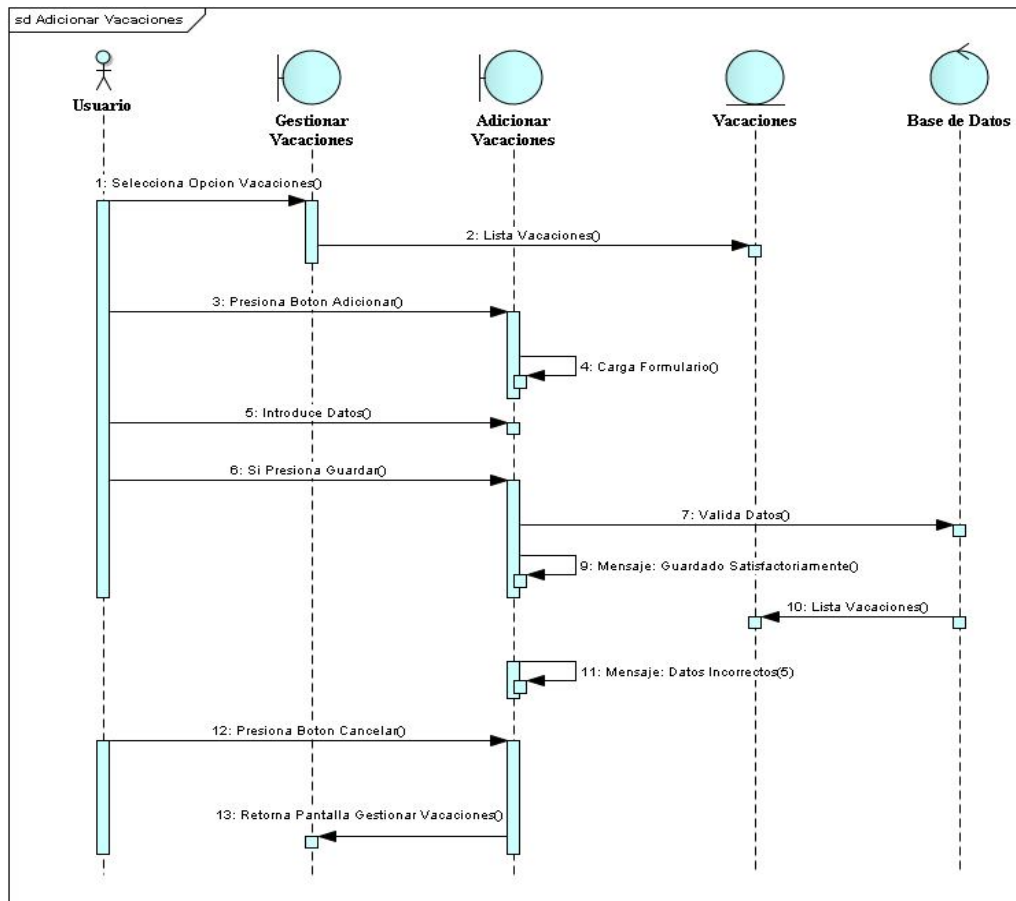 sd Adicionar Vacaciones
Usuario
Gestionar
Vacaciones
Adicionar
Vacaciones
Vacaciones
Base de Datos
1: Selecciona Opcion Vacaciones()
2: Lista Vacaciones()
3: Presiona Boton Adicionar()
4: Carga Formulario()
5: Introduce Datos()
6: Si Presiona Guardar()
7: Valida Datos()
9: Mensaje: Guardado Satisfactoriamente()
10: Lista Vacaciones()
11: Mensaje: Datos Incorrectos(5)
12: Presiona Boton Cancelar()
13: Retorna Pantalla Gestionar Vacaciones()